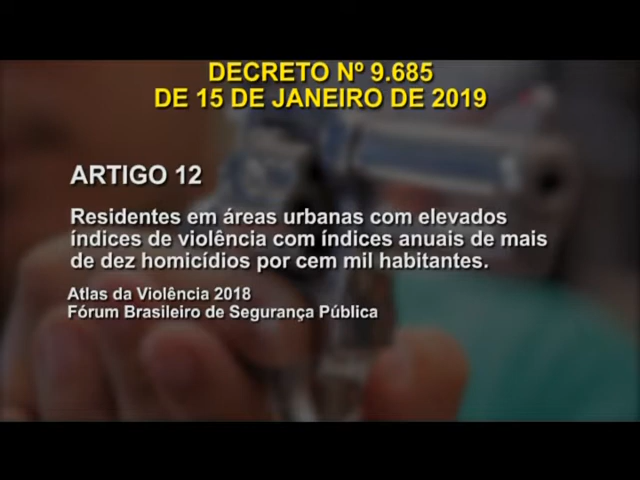 DECRETO Nº 9.685
DE 15 DE JANEIRO DE 2019
ARTIGO 12
Residentes em áreas urbanas com elevados
índices de violência com índices anuais de mais
de dez homicídios por cem mil habitantes.
Atlas da Violência 2018
Fórum Brasileiro de Segurança Pública